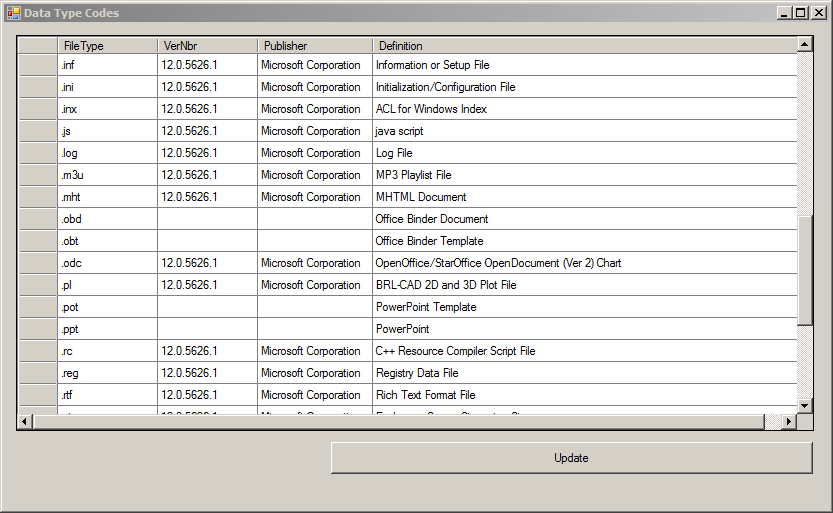 Data Type Codes
FileType VerNbr Publisher Definition
.inf 12.0.5626.1 Microsoft Corporation Information or Setup File
.ini 12.0.5626.1 Microsoft Corporation Initialization/Configuration File
.inx 12.0.5626.1 Microsoft Corporation ACL for Windows Index
.js 12.0.5626.1 Microsoft Corporation java script
.log 12.0.5626.1 Microsoft Corporation Log File
.m3u 12.0.5626.1 Microsoft Corporation MP3 Playlist File
.mht 12.0.5626.1 Microsoft Corporation MHTML Document
.obd Office Binder Document
.obt Office Binder Template
.odc 12.0.5626.1 Microsoft Corporation OpenOffice/StarOffice OpenDocument (Ver 2) Chart
.pl 12.0.5626.1 Microsoft Corporation BRL-CAD 2D and 3D Plot File
.pot PowerPoint Template
.ppt PowerPoint
.rc 12.0.5626.1 Microsoft Corporation C++ Resource Compiler Script File
.reg 12.0.5626.1 Microsoft Corporation Registry Data File
.rtf 12.0.5626.1 Microsoft Corporation Rich Text Format File
Update